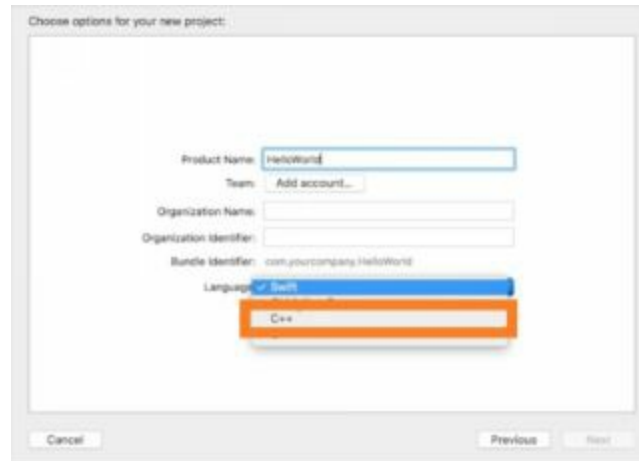 Choose options for your new project:
Product Name: HelloWorld
Team: Add account...
Organization Name:
Organization Identifier:
Bundle Identifier: com.yourcompany.HelloWorld
Language ✓ Swift
C++
Cancel
Previous
Next